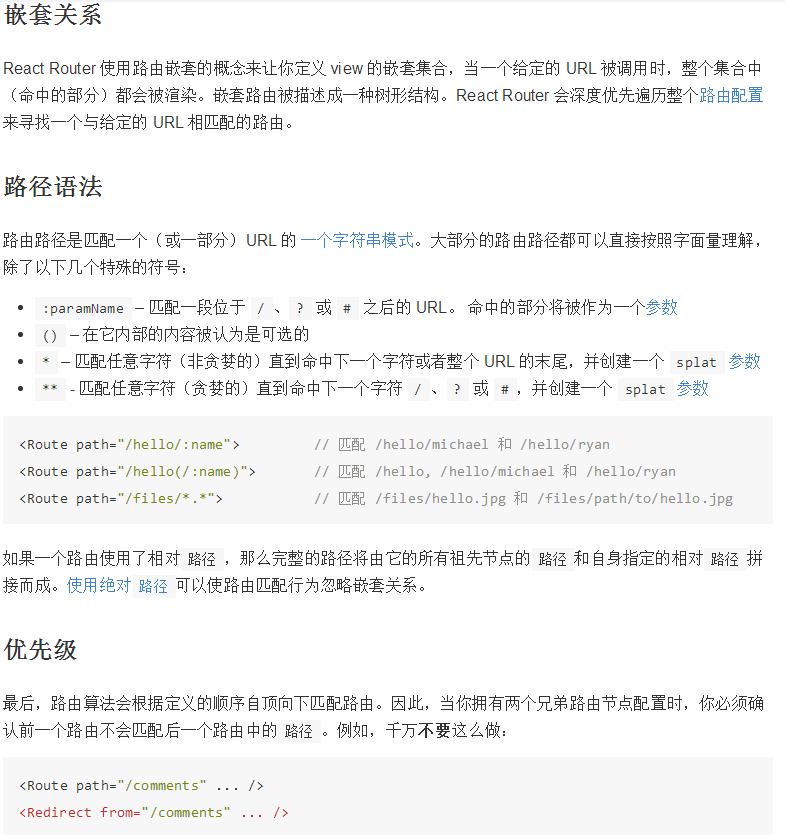 嵌套关系
React Router 使用路由嵌套的概念来让你定义 view 的嵌套集合，当一个给定的 URL 被调用时，整个集合中
（命中的部分）都会被渲染。嵌套路由被描述成一种树形结构。React Router 会深度优先遍历整个路由配置
来寻找一个与给定的 URL 相匹配的路由。
路径语法
路由路径是匹配一个（或一部分）URL 的 一个字符串模式。大部分的路由路径都可以直接按照字面量理解，
除了以下几个特殊的符号：
• :paramName – 匹配一段位于 / 、 ? 或 # 之后的 URL。 命中的部分将被作为一个参数
• () – 在它内部的内容被认为是可选的
• * – 匹配任意字符（非贪婪的）直到命中下一个字符或者整个 URL 的末尾，并创建一个 splat 参数
• ** - 匹配任意字符（贪婪的）直到命中下一个字符 / 、 ? 或 # ，并创建一个 splat 参数
<Route path="/hello/:name"> // 匹配 /hello/michael 和 /hello/ryan
<Route path="/hello(/:name)"> // 匹配 /hello, /hello/michael 和 /hello/ryan
<Route path="/files/*.*"> // 匹配 /files/hello.jpg 和 /files/path/to/hello.jpg
如果一个路由使用了相对 路径 ，那么完整的路径将由它的所有祖先节点的 路径 和自身指定的相对 路径 拼
接而成。使用绝对 路径 可以使路由匹配行为忽略嵌套关系。
优先级
最后，路由算法会根据定义的顺序自顶向下匹配路由。因此，当你拥有两个兄弟路由节点配置时，你必须确
认前一个路由不会匹配后一个路由中的 路径 。例如，千万不要这么做：
<Route path="/comments" ... />
<Redirect from="/comments" ... />